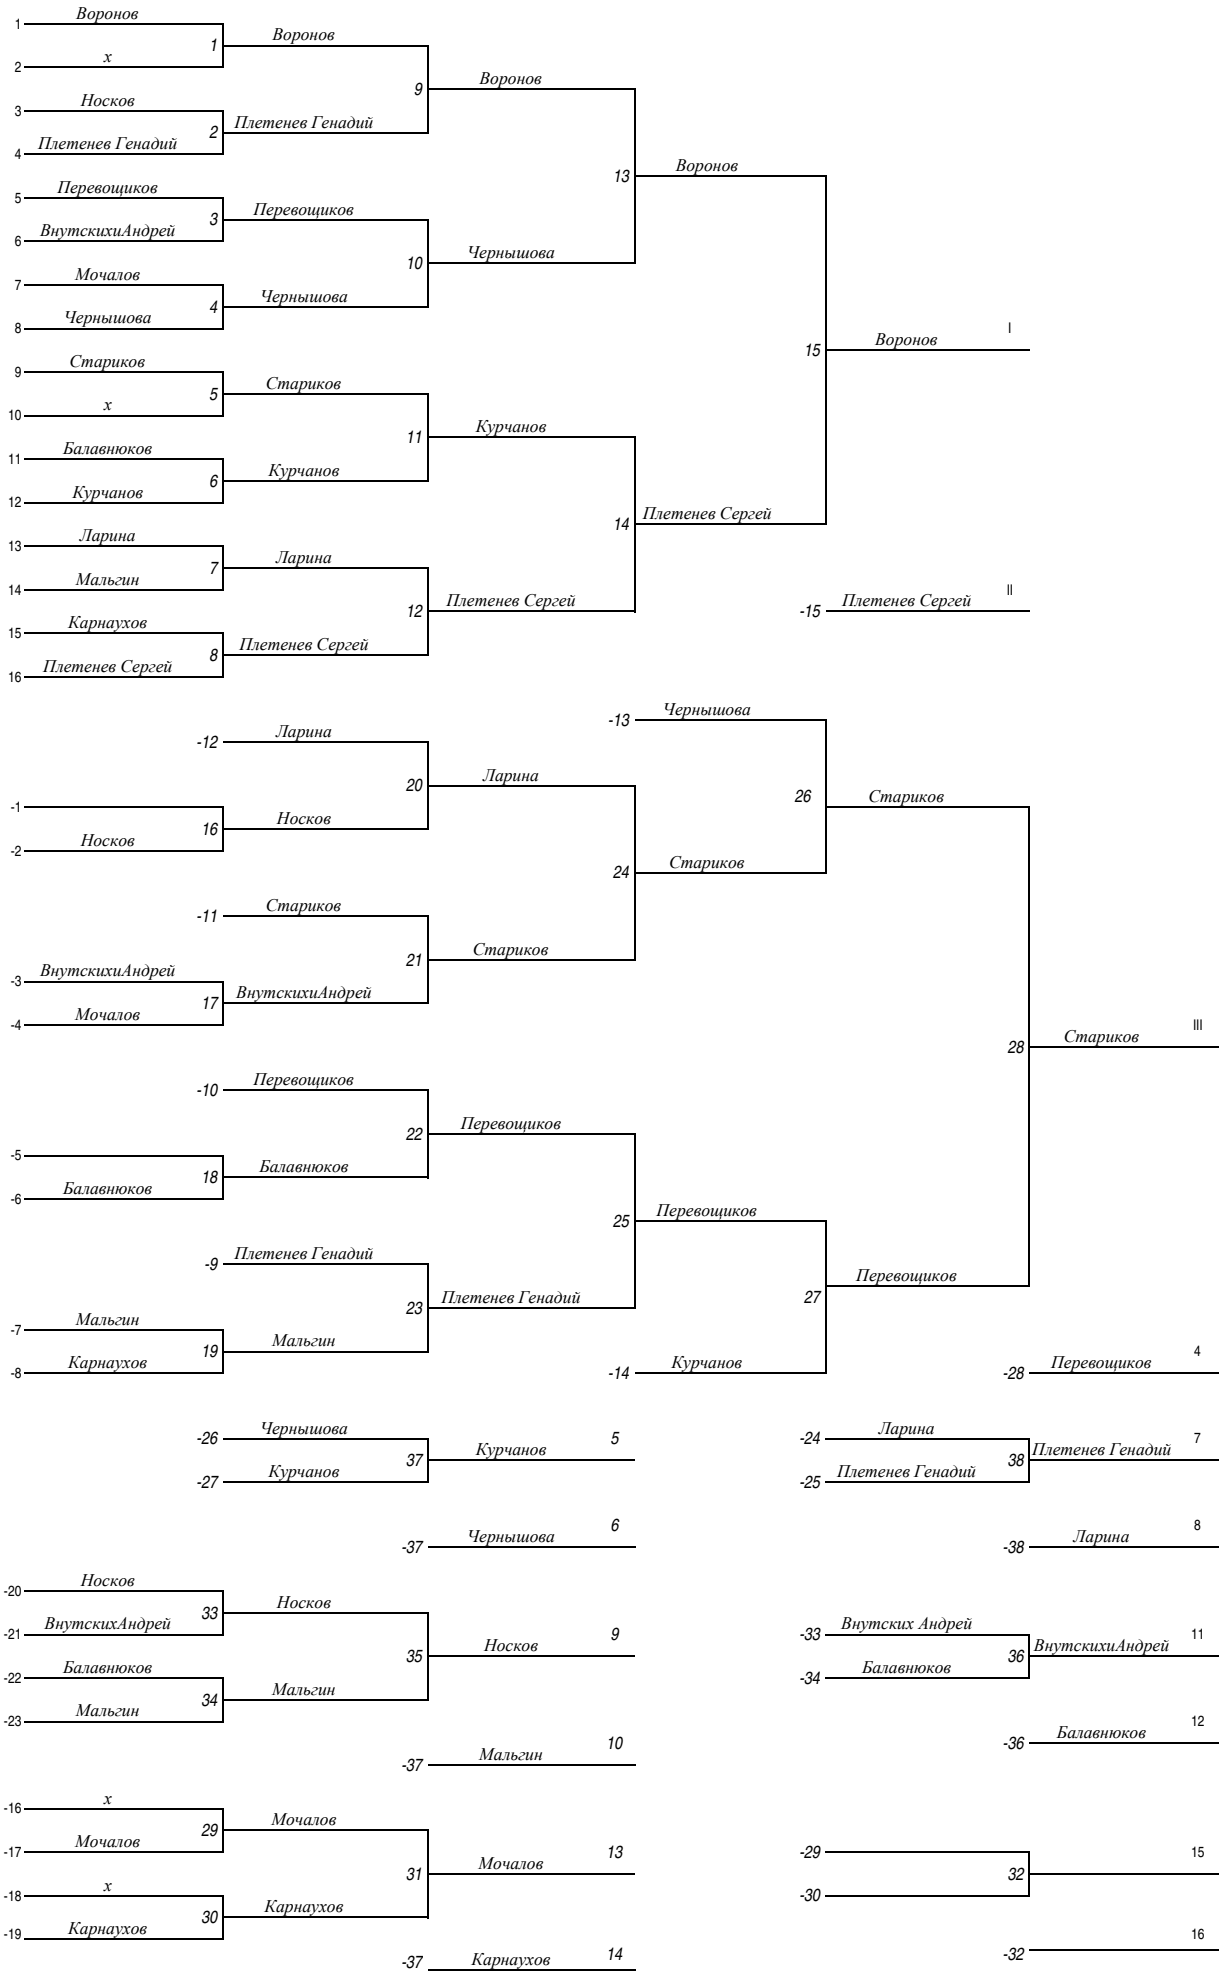 Воронов
1
1 Воронов
x
2
9 Воронов
Носков
3
2 Плетенев Генадий
Плетенев Генадий
4
13 Воронов
Перевощиков
5
3 Перевощиков
ВнутскихиАндрей
6
10 Чернышова
Мочалов
7
4 Чернышова
Чернышова
8
15 Воронов I
Стариков
9
5 Стариков
x
10
11 Курчанов
Балавнюков
11
6 Курчанов
Курчанов
12
14 Плетенев Сергей
Ларина
13
7 Ларина
Мальгин
14
12 Плетенев Сергей
-15 Плетенев Сергей II
Карнаухов
15
8 Плетенев Сергей
Плетенев Сергей
16
-13 Чернышова
-12 Ларина
20 Ларина
26 Стариков
-1
16 Носков
-2 Носков
24 Стариков
-11 Стариков
21 Стариков
-3 ВнутскихиАндрей
17 ВнутскихиАндрей
-4 Мочалов
28 Стариков III
-10 Перевощиков
22 Перевощиков
-5
18 Балавнюков
-6 Балавнюков
25 Перевощиков
-9 Плетенев Генадий
27 Перевощиков
23 Плетенев Генадий
-7 Мальгин
19 Мальгин
-8 Карнаухов
-14 Курчанов
-28 Перевощиков 4
-26 Чернышова
37 Курчанов 5
-27 Курчанов
-24 Ларина
38 Плетенев Генадий 7
-25 Плетенев Генадий
-37 Чернышова 6
-38 Ларина 8
-20 Носков
33 Носков
-21 ВнутскихАндрей
35 Носков 9
-22 Балавнюков
34 Мальгин
-23 Мальгин
-33 Внутских Андрей
36 ВнутскихиАндрей 11
-34 Балавнюков
-37 Мальгин 10
-36 Балавнюков 12
-16 x
29 Мочалов
-17 Мочалов
31 Мочалов 13
-18 x
30 Карнаухов
-19 Карнаухов
-29
32 15
-30
-37 Карнаухов 14
-32 16